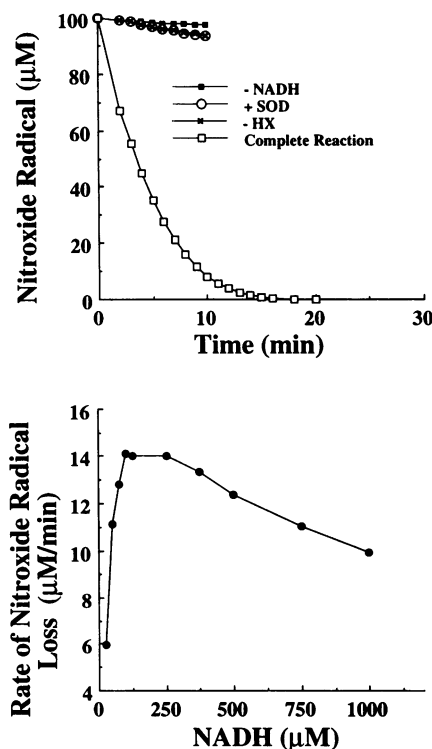 Nitroxide Radical (μM)
100
80
60
40
20
0
- NADH
+ SOD
- HX
Complete Reaction
0
10
20
30
Time (min)
Rate of Nitroxide Radical
Loss (μM/min)
16
14
12
10
8
6
4
0
250
500
750
1000
NADH (μM)